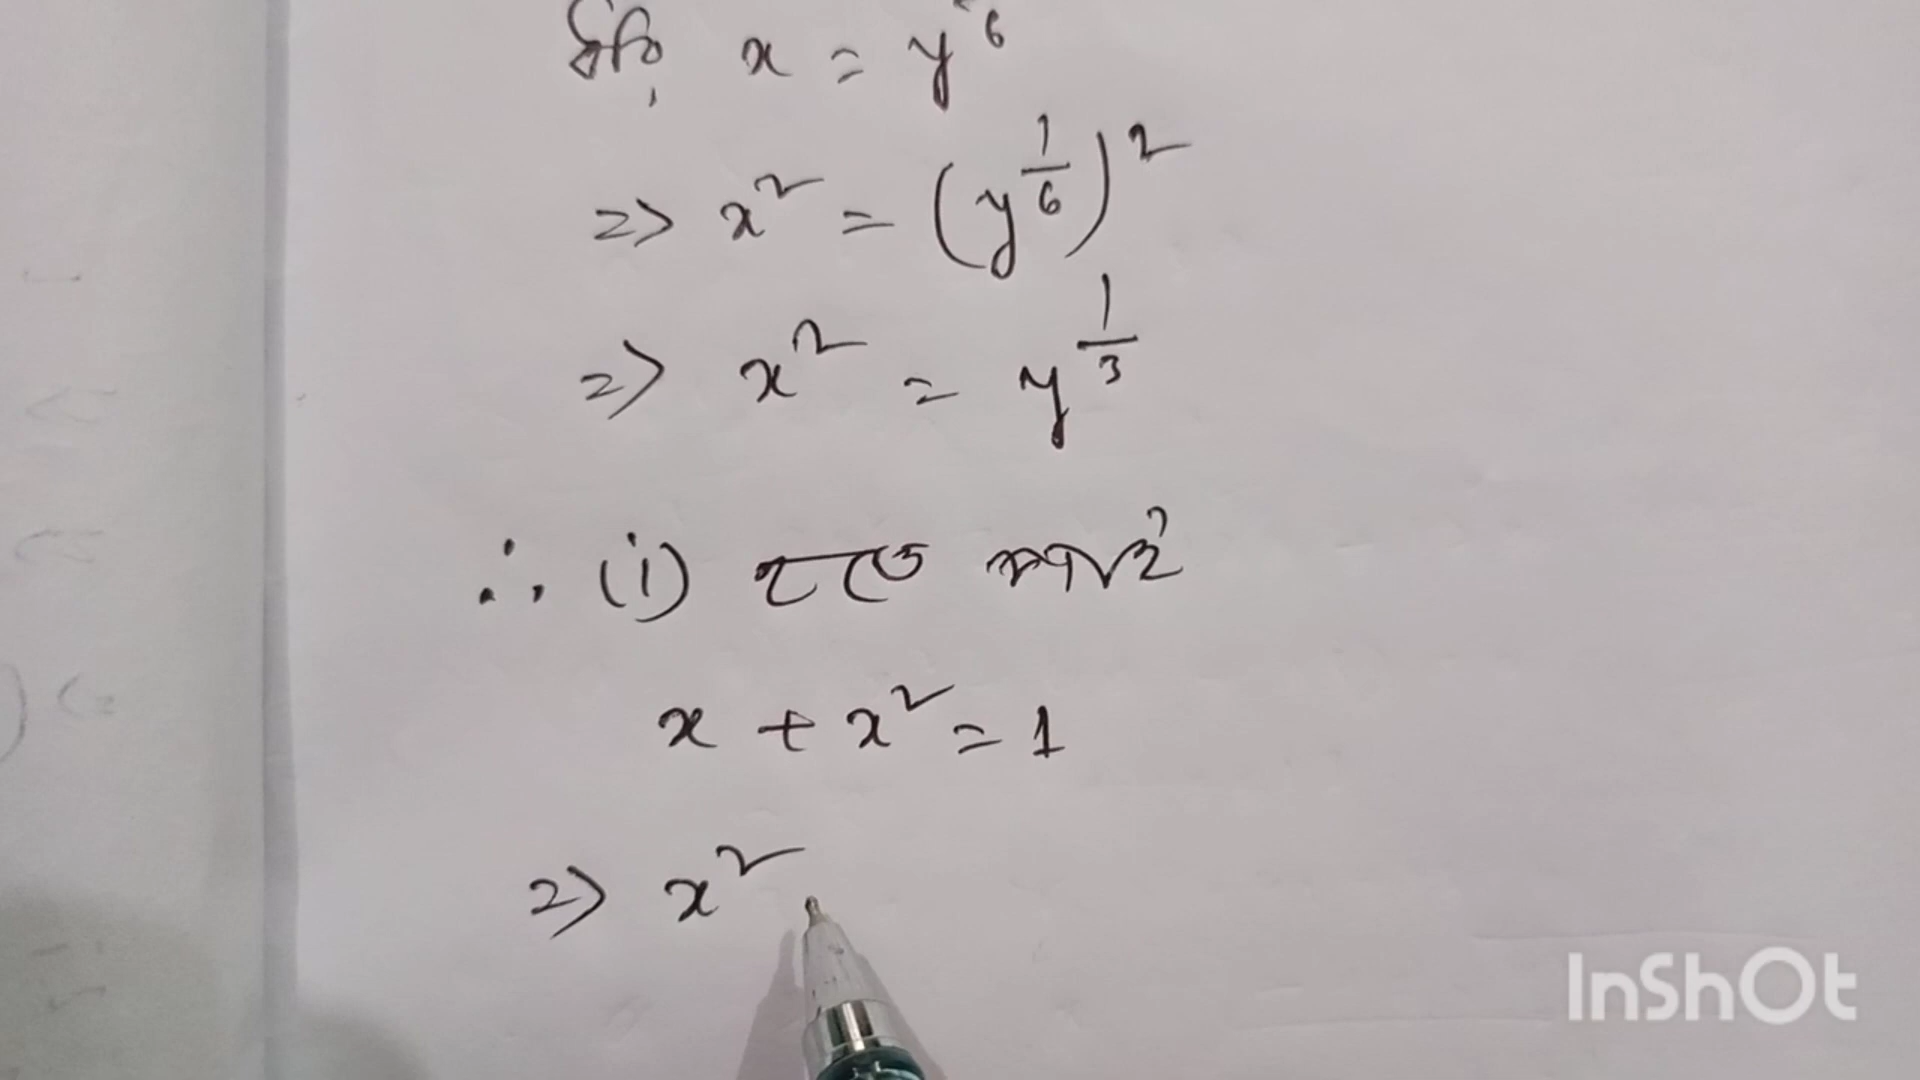 ধরি, x = y^{1/6}
=> x² = (y^{1/6})²
=> x² = y^{1/3}
∴ (i) হতে পাই
x + x² = 1
=> x²
InShOt